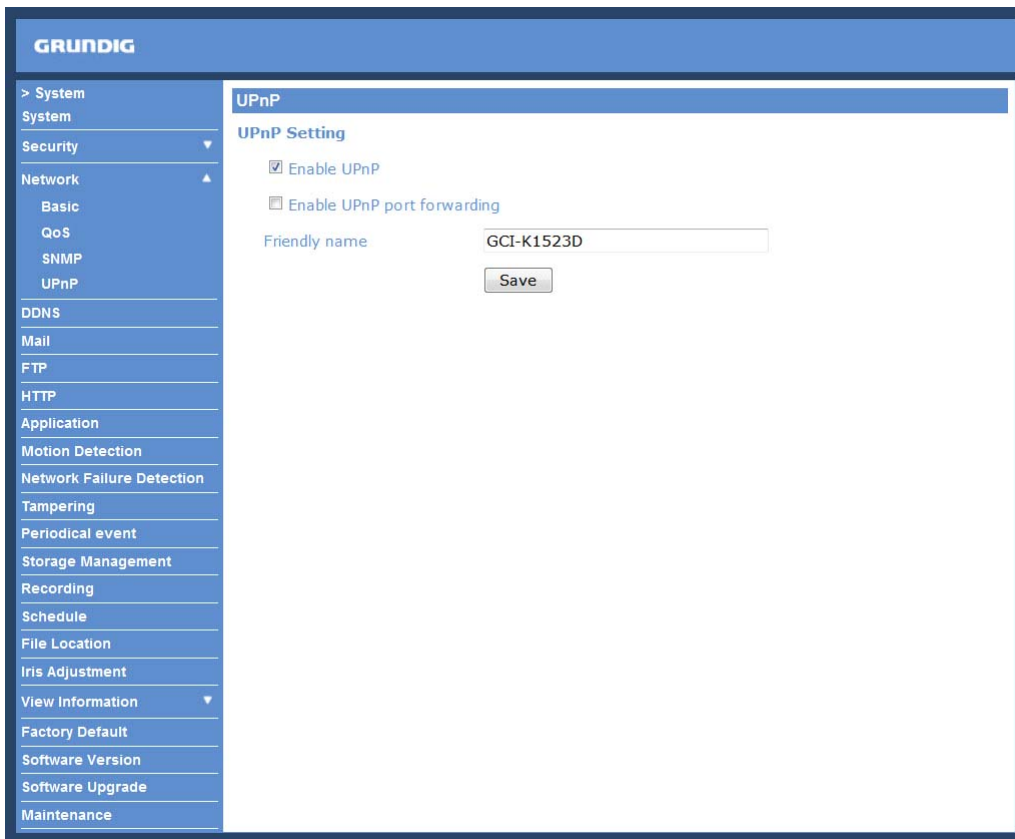 GRUNDIG
> System
System
Security
Network
Basic
QoS
SNMP
UPnP
DDNS
Mail
FTP
HTTP
Application
Motion Detection
Network Failure Detection
Tampering
Periodical event
Storage Management
Recording
Schedule
File Location
Iris Adjustment
View Information
Factory Default
Software Version
Software Upgrade
Maintenance
UPnP
UPnP Setting
Enable UPnP
Enable UPnP port forwarding
Friendly name GCI-K1523D
Save